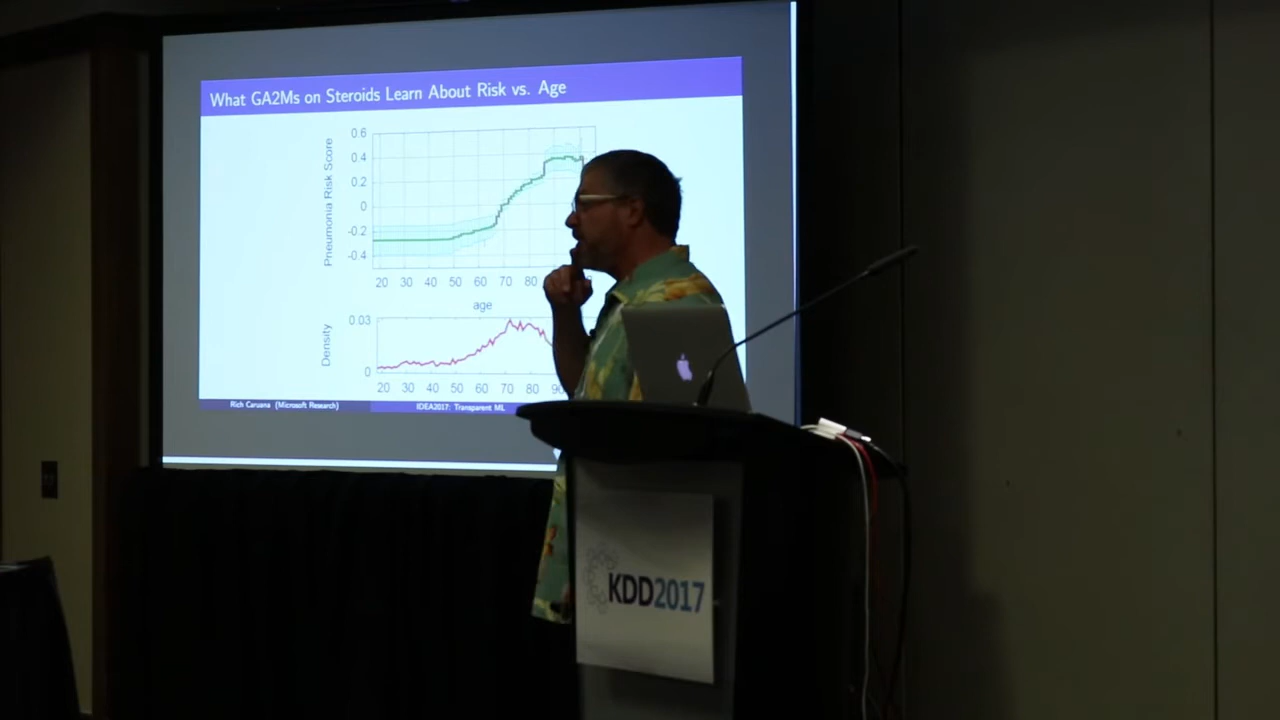 What GA2Ms on Steroids Learn About Risk vs. Age
Pneumonia Risk Score
0.6
0.4
0.2
0
-0.2
-0.4
20 30 40 50 60 70 80
age
Density
0.03
0
20 30 40 50 60 70 80 90
Rich Caruana (Microsoft Research)
IDEA2017: Transparent ML
KDD2017